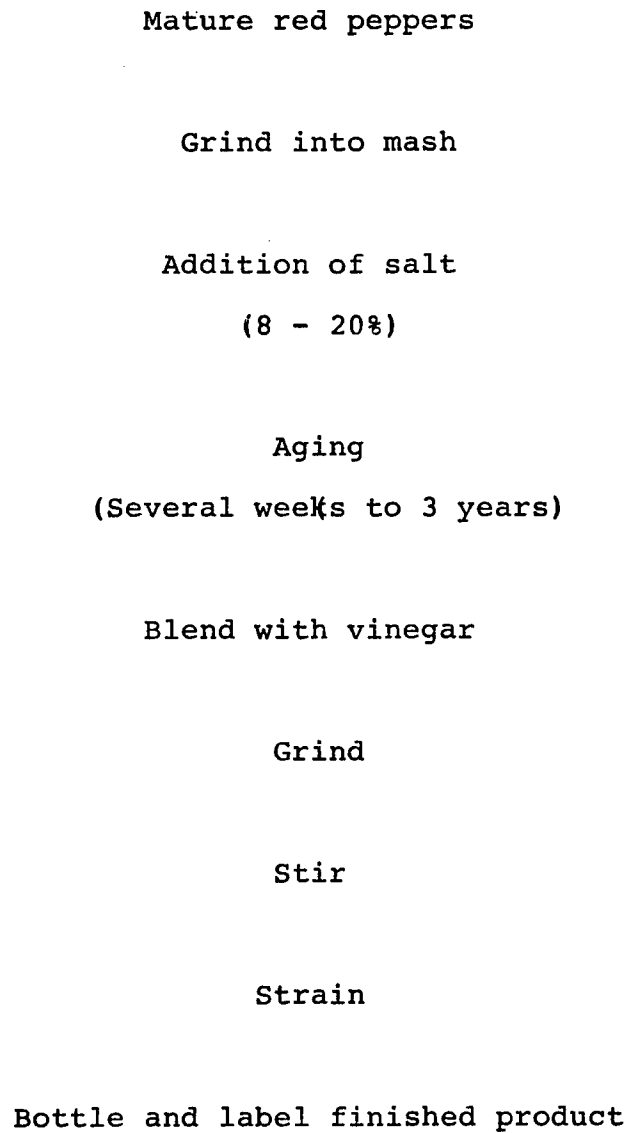 Mature red peppers
Grind into mash
Addition of salt
(8 - 20%)
Aging
(Several weeks to 3 years)
Blend with vinegar
Grind
Stir
Strain
Bottle and label finished product